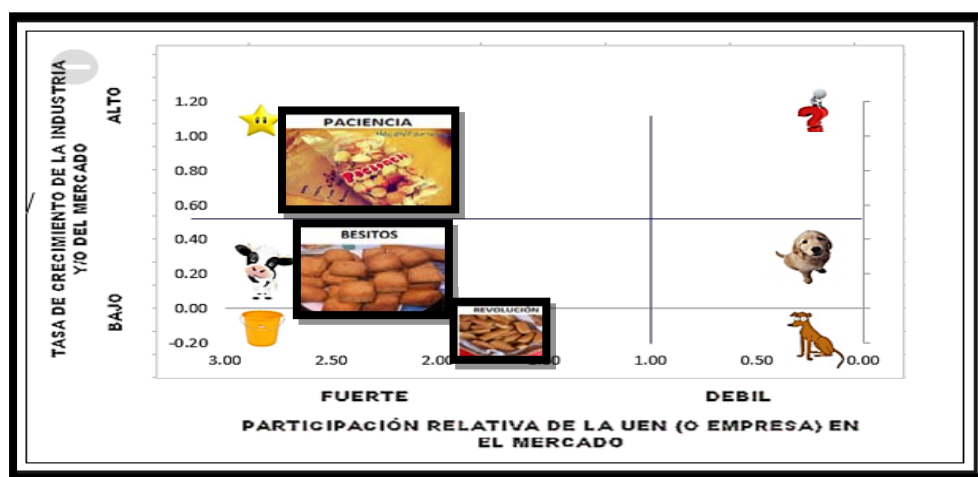 TASA DE CRECIMIENTO DE LA INDUSTRIA
Y/O DEL MERCADO
ALTO
BAJO
1.20
1.00
0.80
0.60
0.40
0.20
0.00
-0.20
PACIENCIA
BESITOS
REVOLUCIÓN
3.00 2.50 2.00 1.00 0.50 0.00
FUERTE DEBIL
PARTICIPACIÓN RELATIVA DE LA UEN (O EMPRESA) EN
EL MERCADO